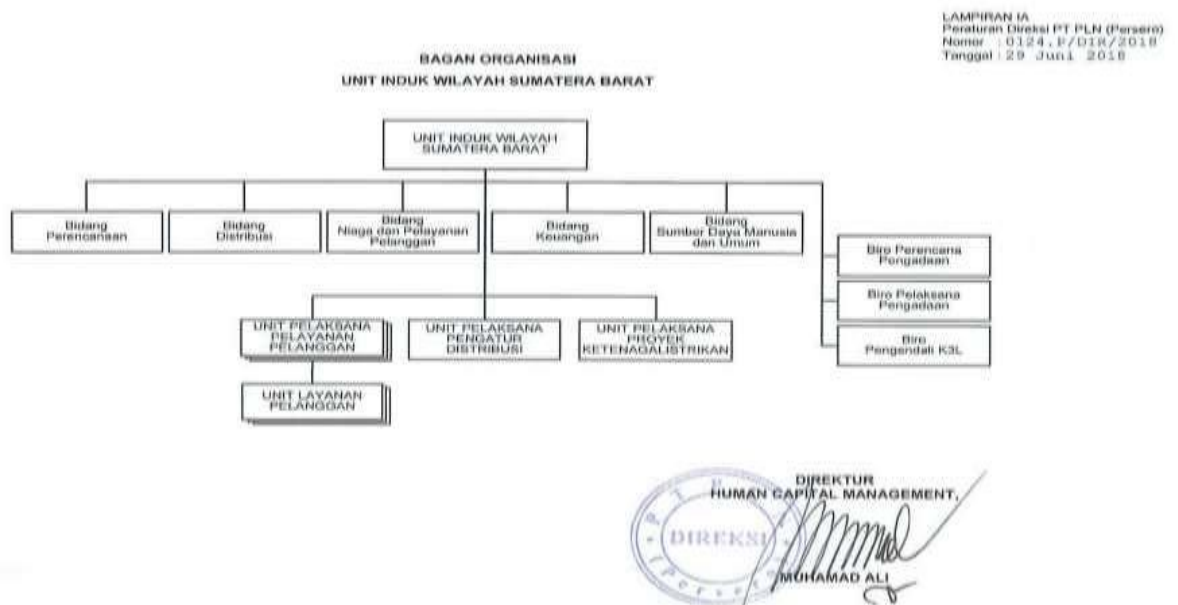 LAMPIRAN IA
Peraturan Direksi PT PLN (Persero)
Nomor : 0124.P/DIR/2018
Tanggal : 29 Juni 2018
BAGAN ORGANISASI
UNIT INDUK WILAYAH SUMATERA BARAT
UNIT INDUK WILAYAH
SUMATERA BARAT
Bidang
Perencanaan
Bidang
Distribusi
Bidang
Niaga dan Pelayanan
Pelanggan
Bidang
Keuangan
Bidang
Sumber Daya Manusia
dan Umum
Biro Perencana
Pengadaan
Biro Pelaksana
Pengadaan
Biro
Pengendali K3L
UNIT PELAKSANA
PELAYANAN
PELANGGAN
UNIT PELAKSANA
PENGATUR
DISTRIBUSI
UNIT PELAKSANA
PROYEK
KETENAGALISTRIKAN
UNIT LAYANAN
PELANGGAN
DIREKTUR
HUMAN CAPITAL MANAGEMENT,
DIREKSI
(Persero)
MUHAMAD ALI